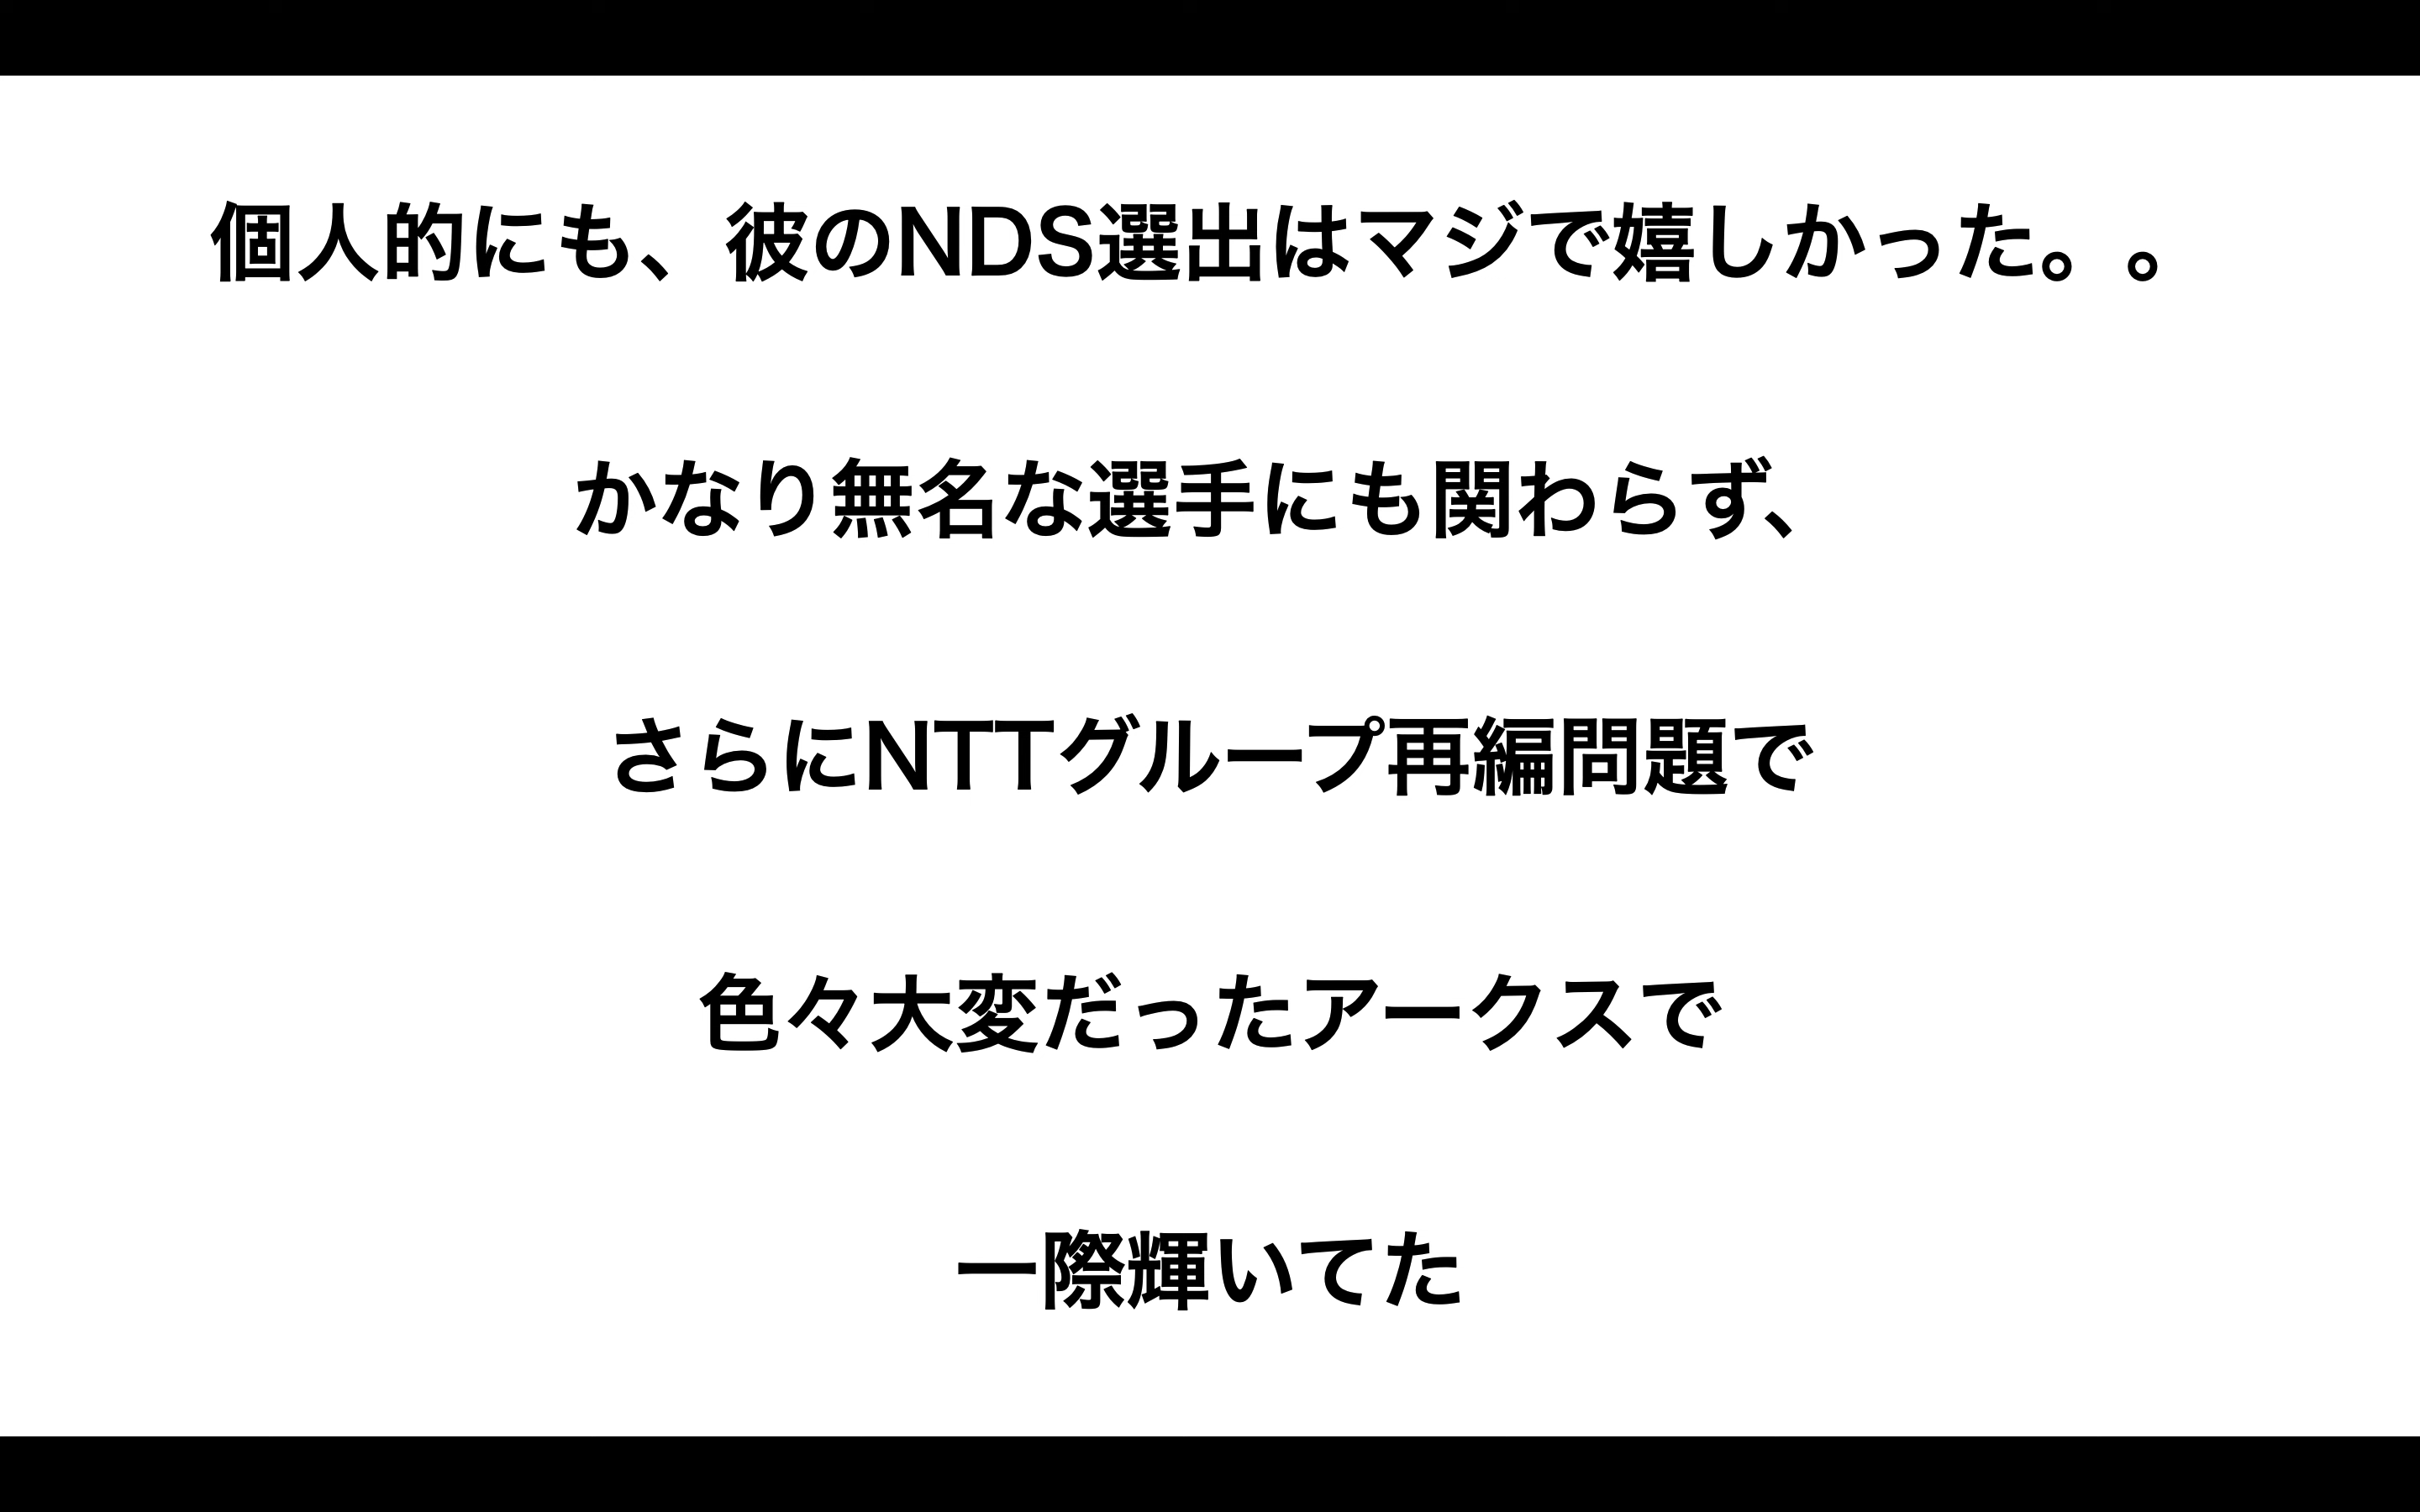 個人的にも、彼のNDS選出はマジで嬉しかった。。
かなり無名な選手にも関わらず、
さらにNTTグループ再編問題で
色々大変だったアークスで
一際輝いてた